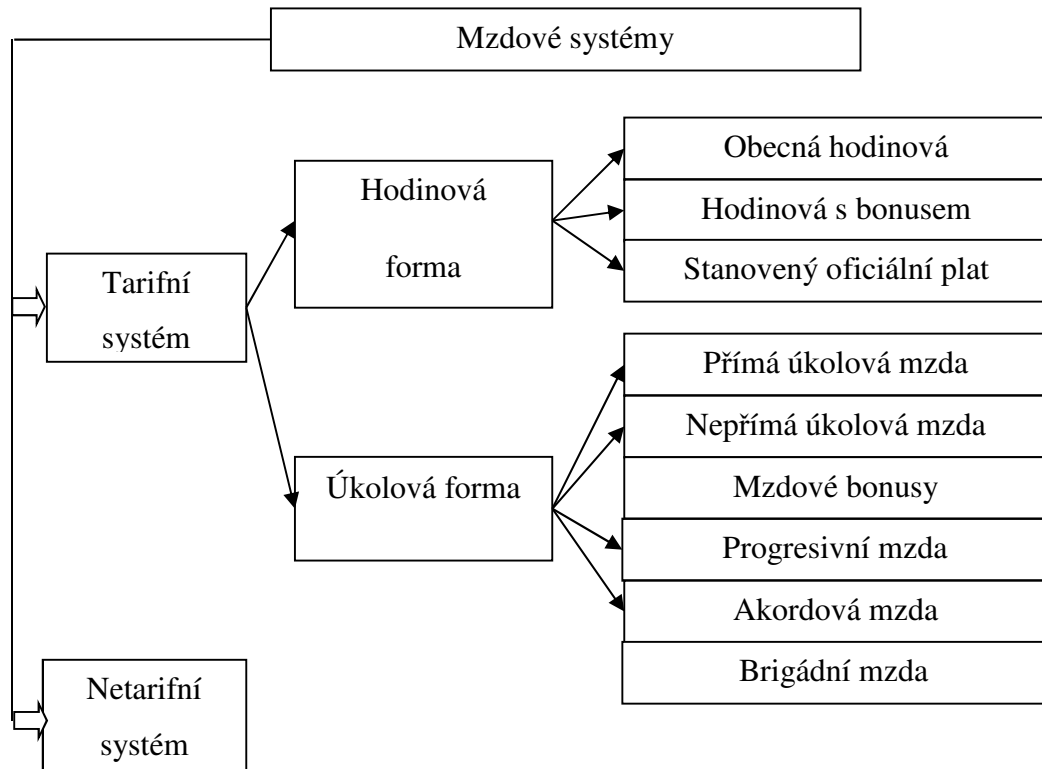 Mzdové systémy
Obecná hodinová
Hodinová
forma
Hodinová s bonusem
Stanovený oficiální plat
Tarifní
systém
Přímá úkolová mzda
Nepřímá úkolová mzda
Úkolová forma
Mzdové bonusy
Progresivní mzda
Akordová mzda
Brigádní mzda
Netarifní
systém